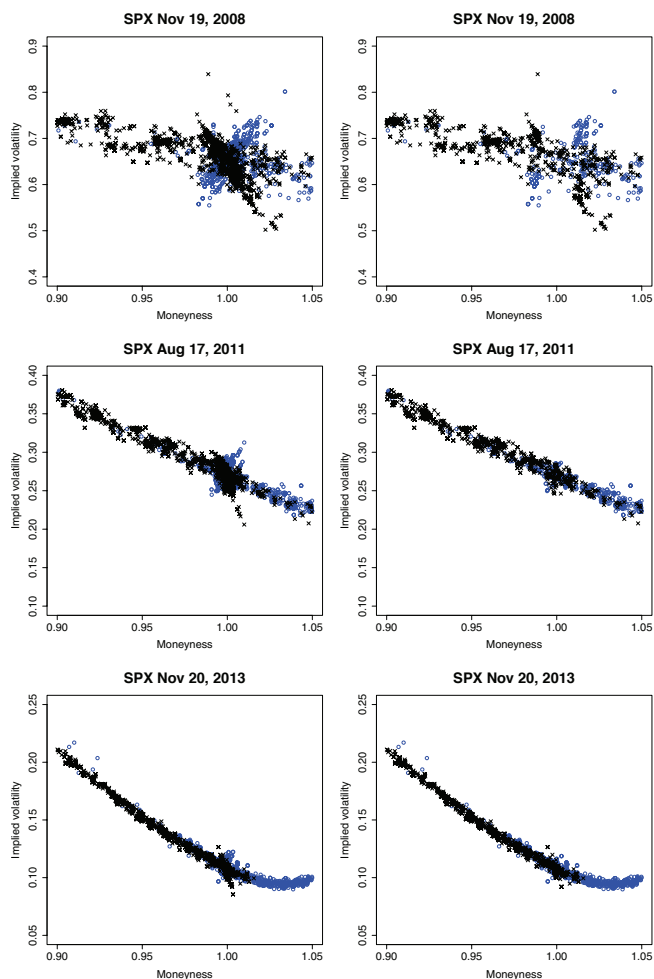 SPX Nov 19, 2008
Implied volatility
0.4 0.5 0.6 0.7 0.8 0.9
0.90 0.95 1.00 1.05
Moneyness
SPX Nov 19, 2008
Implied volatility
0.4 0.5 0.6 0.7 0.8 0.9
0.90 0.95 1.00 1.05
Moneyness
SPX Aug 17, 2011
Implied volatility
0.10 0.15 0.20 0.25 0.30 0.35 0.40
0.90 0.95 1.00 1.05
Moneyness
SPX Aug 17, 2011
Implied volatility
0.10 0.15 0.20 0.25 0.30 0.35 0.40
0.90 0.95 1.00 1.05
Moneyness
SPX Nov 20, 2013
Implied volatility
0.05 0.10 0.15 0.20 0.25
0.90 0.95 1.00 1.05
Moneyness
SPX Nov 20, 2013
Implied volatility
0.05 0.10 0.15 0.20 0.25
0.90 0.95 1.00 1.05
Moneyness